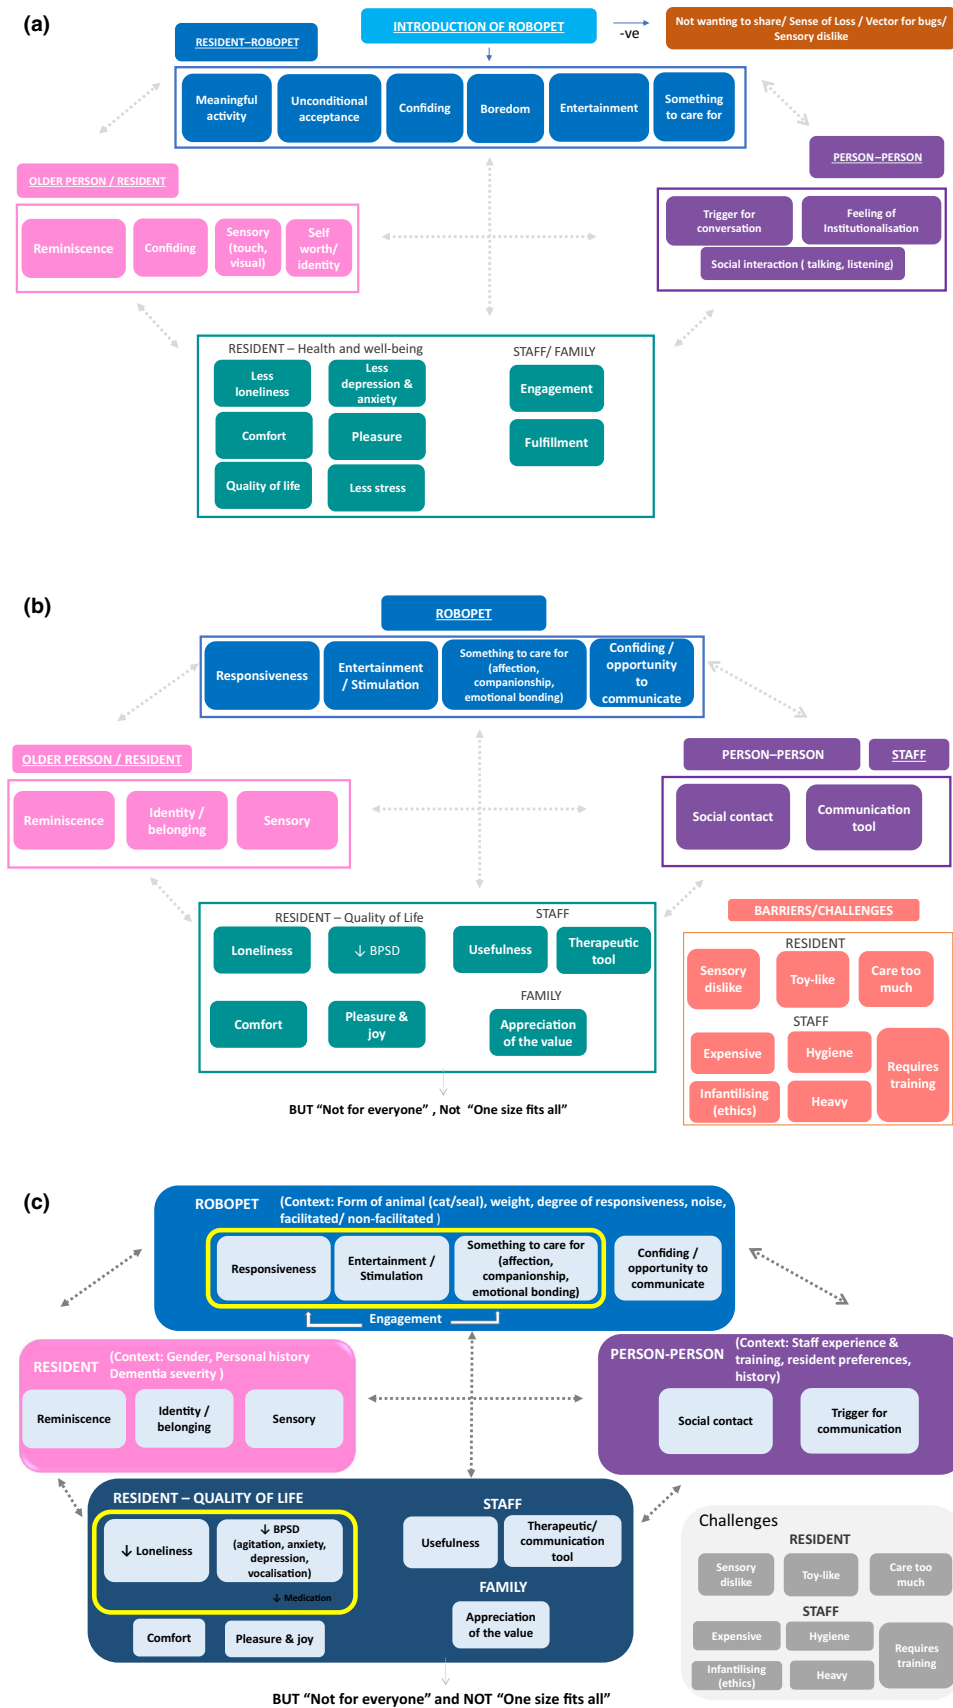 (a)
INTRODUCTION OF ROBOPET
-ve
Not wanting to share/ Sense of Loss / Vector for bugs/
Sensory dislike
RESIDENT–ROBOPET
Meaningful
activity
Unconditional
acceptance
Confiding
Boredom
Entertainment
Something
to care for
PERSON–PERSON
Trigger for
conversation
Feeling of
Institutionalisation
Social interaction ( talking, listening)
OLDER PERSON / RESIDENT
Reminiscence
Confiding
Sensory
(touch,
visual)
Self
worth/
identity
RESIDENT – Health and well-being
Less
loneliness
Less
depression &
anxiety
Comfort
Pleasure
Quality of life
Less stress
STAFF/ FAMILY
Engagement
Fulfillment
(b)
ROBOPET
Responsiveness
Entertainment
/ Stimulation
Something to care for
(affection,
companionship,
emotional bonding)
Confiding /
opportunity
to
communicate
OLDER PERSON / RESIDENT
Reminiscence
Identity /
belonging
Sensory
PERSON–PERSON
STAFF
Social contact
Communication
tool
RESIDENT – Quality of Life
Loneliness
↓ BPSD
Comfort
Pleasure &
joy
STAFF
Usefulness
Therapeutic
tool
FAMILY
Appreciation
of the value
BUT “Not for everyone” , Not “One size fits all”
BARRIERS/CHALLENGES
RESIDENT
Sensory
dislike
Toy-like
Care too
much
STAFF
Expensive
Hygiene
Requires
training
Infantilising
(ethics)
Heavy
(c)
ROBOPET
(Context: Form of animal (cat/seal), weight, degree of responsiveness, noise,
facilitated/ non-facilitated )
Responsiveness
Entertainment /
Stimulation
Something to care for
(affection,
companionship,
emotional bonding)
Confiding /
opportunity to
communicate
Engagement
RESIDENT
(Context: Gender, Personal history
Dementia severity )
Reminiscence
Identity /
belonging
Sensory
PERSON-PERSON
(Context: Staff experience &
training, resident preferences,
history)
Social contact
Trigger for
communication
RESIDENT – QUALITY OF LIFE
↓ Loneliness
↓ BPSD
(agitation, anxiety,
depression,
vocalisation)
↓ Medication
Comfort
Pleasure & joy
STAFF
Usefulness
Therapeutic/
communication
tool
FAMILY
Appreciation
of the value
BUT “Not for everyone” and NOT “One size fits all”
Challenges
RESIDENT
Sensory
dislike
Toy-like
Care too
much
STAFF
Expensive
Hygiene
Requires
training
Infantilising
(ethics)
Heavy